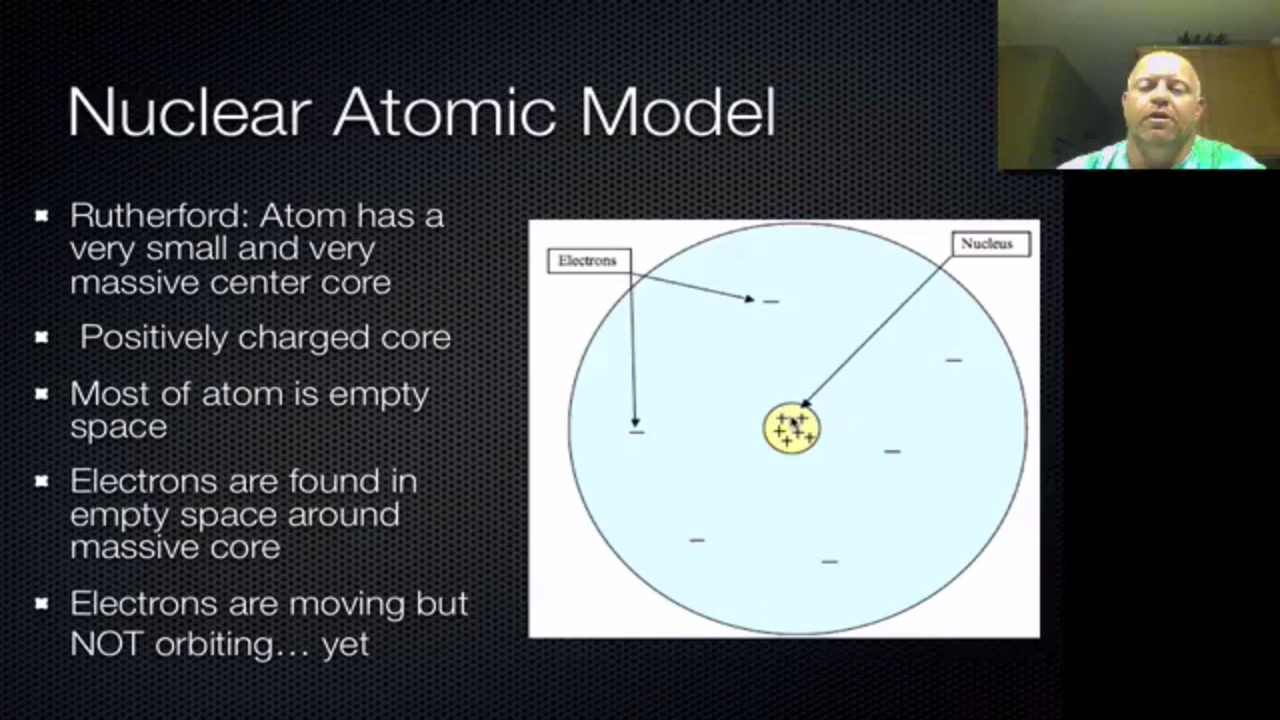 Nuclear Atomic Model
Rutherford: Atom has a
very small and very
massive center core
Positively charged core
Most of atom is empty
space
Electrons are found in
empty space around
massive core
Electrons are moving but
NOT orbiting... yet
Electrons
Nucleus